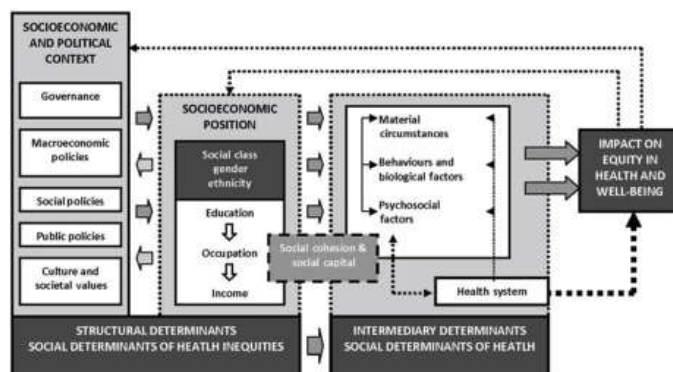 SOCIOECONOMIC
AND POLITICAL
CONTEXT
Governance
Macroeconomic
policies
Social policies
Public policies
Culture and
societal values
SOCIOECONOMIC
POSITION
Social class
gender
ethnicity
Education
Occupation
Income
Social cohesion &
social capital
Material
circumstances
Behaviours and
biological factors
Psychosocial
factors
Health system
IMPACT ON
EQUITY IN
HEALTH AND
WELL-BEING
STRUCTURAL DETERMINANTS
SOCIAL DETERMINANTS OF HEATLH INEQUITIES
INTERMEDIARY DETERMINANTS
SOCIAL DETERMINANTS OF HEATLH